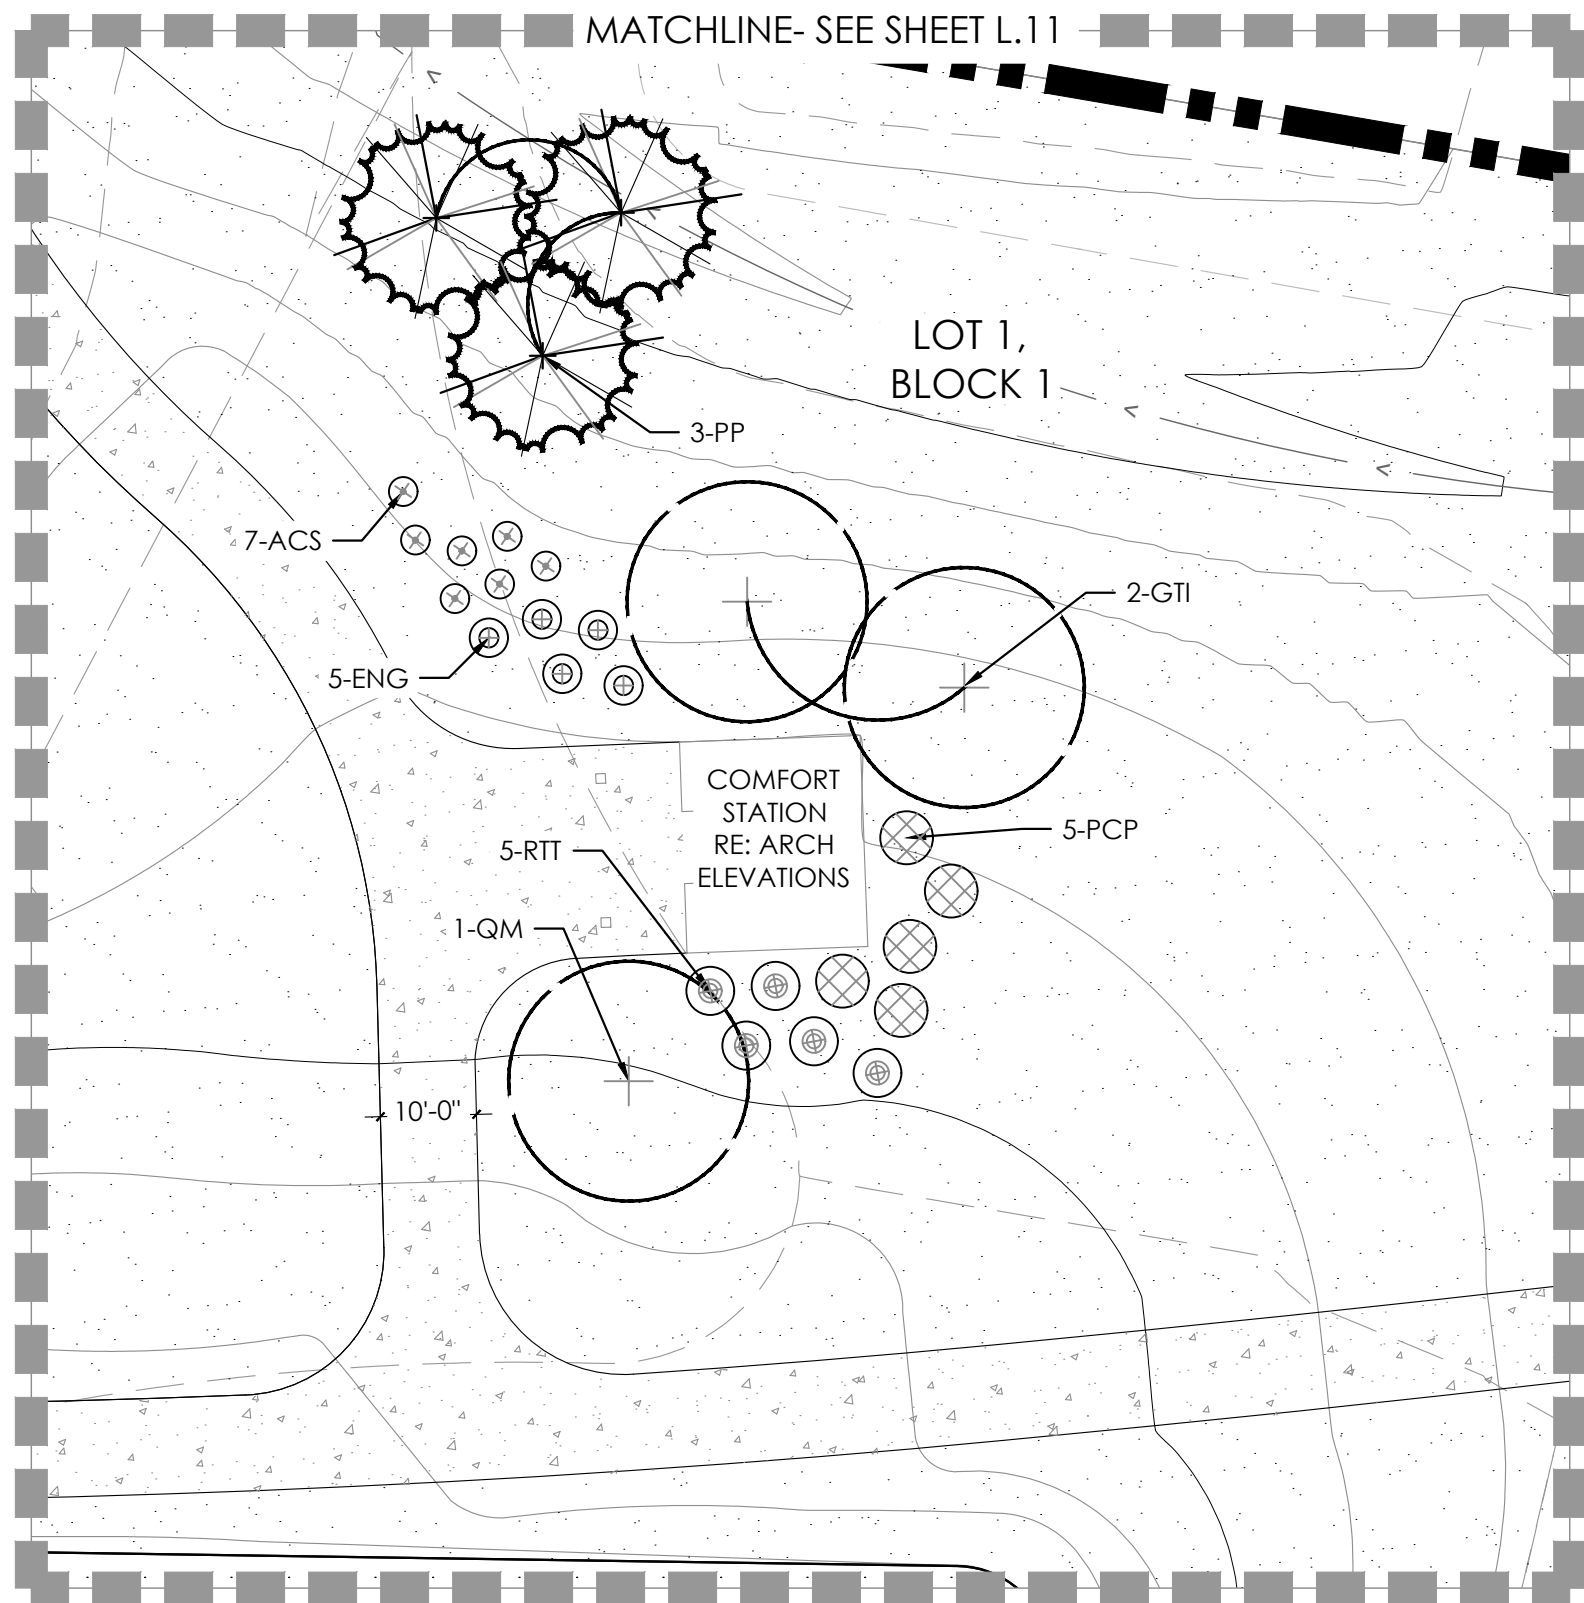 MATCHLINE- SEE SHEET L.11
LOT 1,
BLOCK 1
3-PP
7-ACS
2-GTI
5-ENG
COMFORT
STATION
RE: ARCH
ELEVATIONS
5-PCP
5-RTT
1-QM
10'-0"